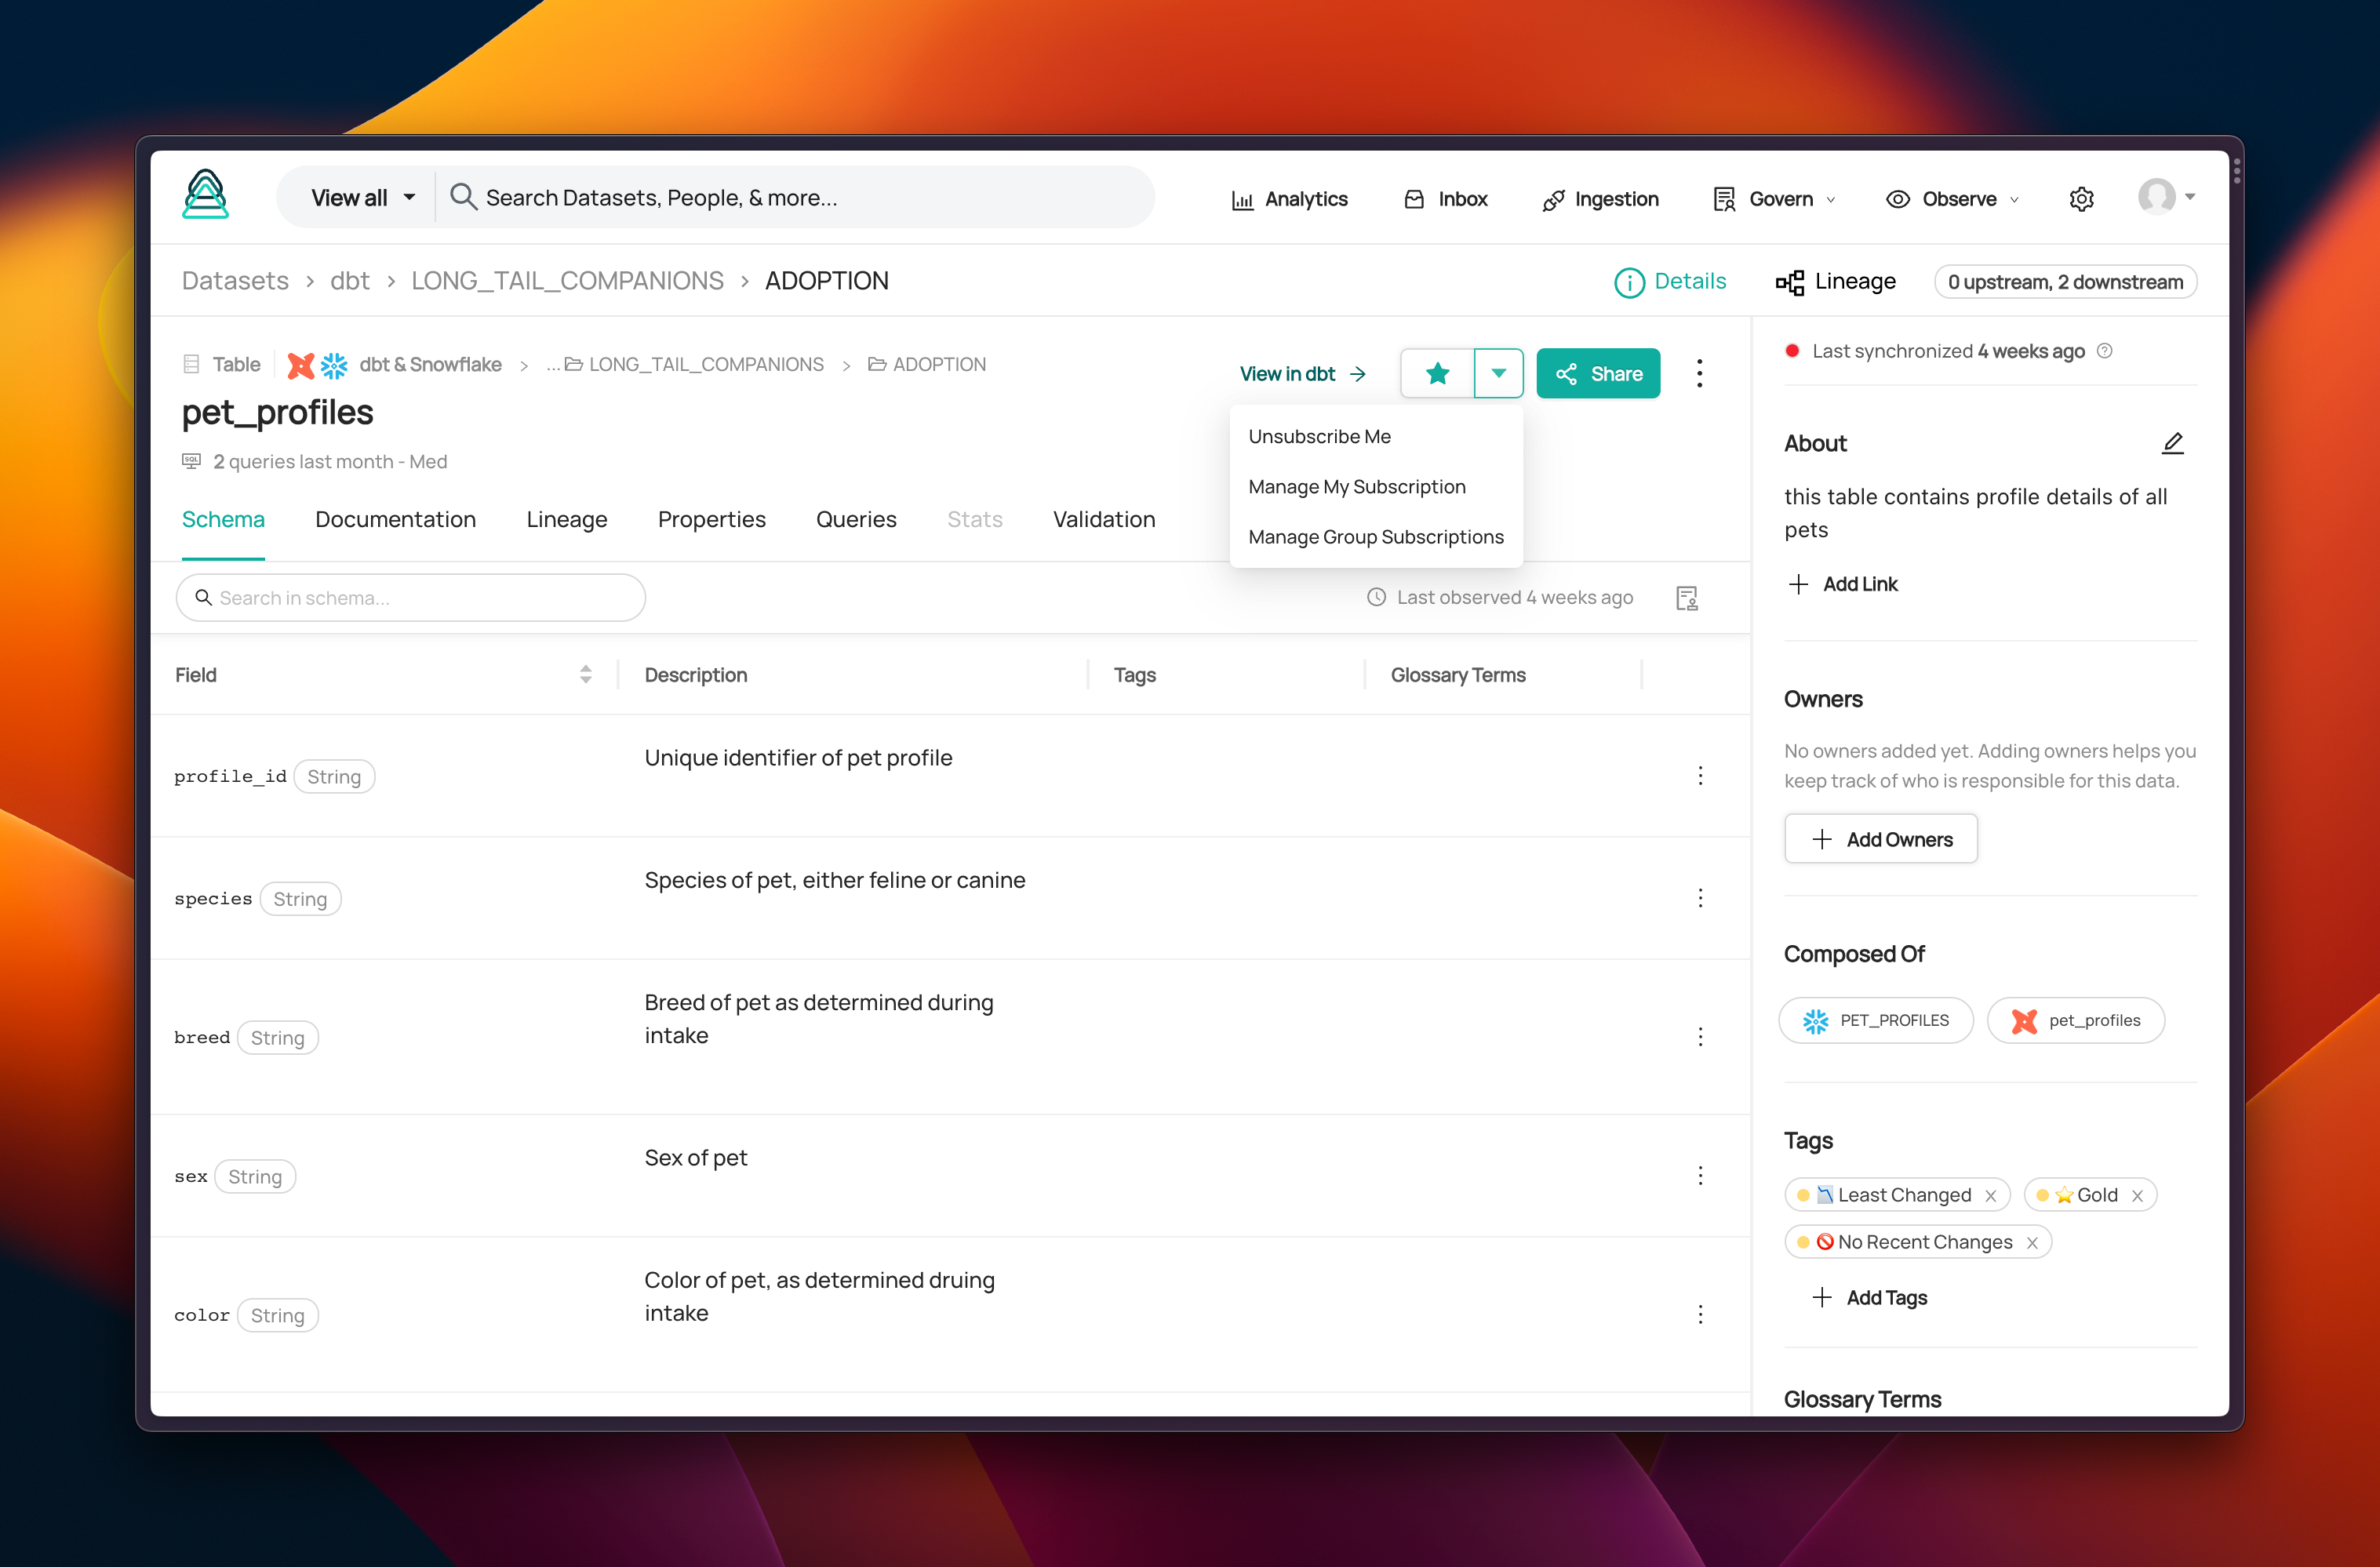 View all
Search Datasets, People, & more...
Analytics
Inbox
Ingestion
Govern
Observe
Datasets > dbt > LONG_TAIL_COMPANIONS > ADOPTION
Details
Lineage
0 upstream, 2 downstream
Table
dbt & Snowflake > ... LONG_TAIL_COMPANIONS > ADOPTION
pet_profiles
SQL 2 queries last month - Med
View in dbt →
Share
Unsubscribe Me
Manage My Subscription
Manage Group Subscriptions
Schema
Documentation
Lineage
Properties
Queries
Stats
Validation
Search in schema...
Last observed 4 weeks ago
Field
Description
Tags
Glossary Terms
profile_id String
Unique identifier of pet profile
species String
Species of pet, either feline or canine
breed String
Breed of pet as determined during
intake
sex String
Sex of pet
color String
Color of pet, as determined druing
intake
Last synchronized 4 weeks ago
About
this table contains profile details of all
pets
+ Add Link
Owners
No owners added yet. Adding owners helps you
keep track of who is responsible for this data.
+ Add Owners
Composed Of
PET_PROFILES
pet_profiles
Tags
📉 Least Changed ×
⭐ Gold ×
🚫 No Recent Changes ×
+ Add Tags
Glossary Terms